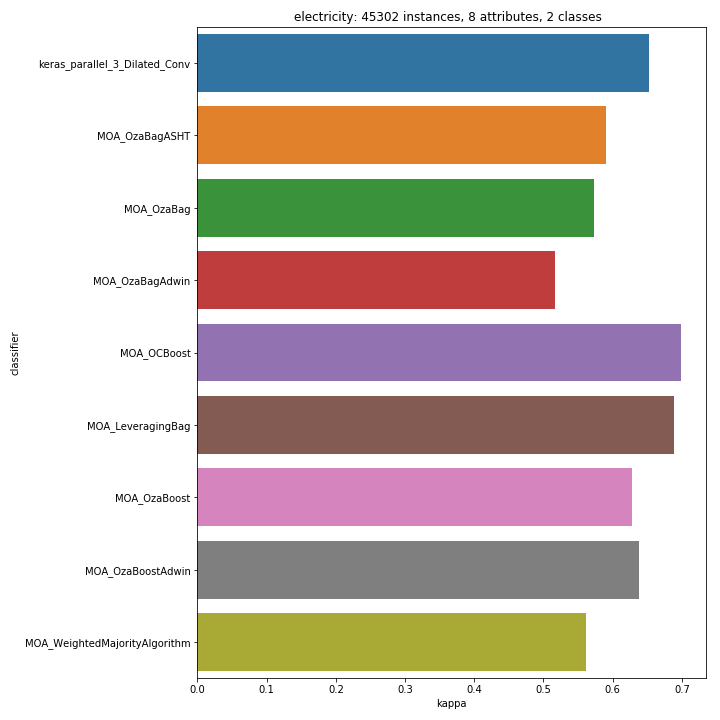 electricity: 45302 instances, 8 attributes, 2 classes
classifier
keras_parallel_3_Dilated_Conv
MOA_OzaBagASHT
MOA_OzaBag
MOA_OzaBagAdwin
MOA_OCBoost
MOA_LeveragingBag
MOA_OzaBoost
MOA_OzaBoostAdwin
MOA_WeightedMajorityAlgorithm
0.0 0.1 0.2 0.3 0.4 0.5 0.6 0.7
kappa